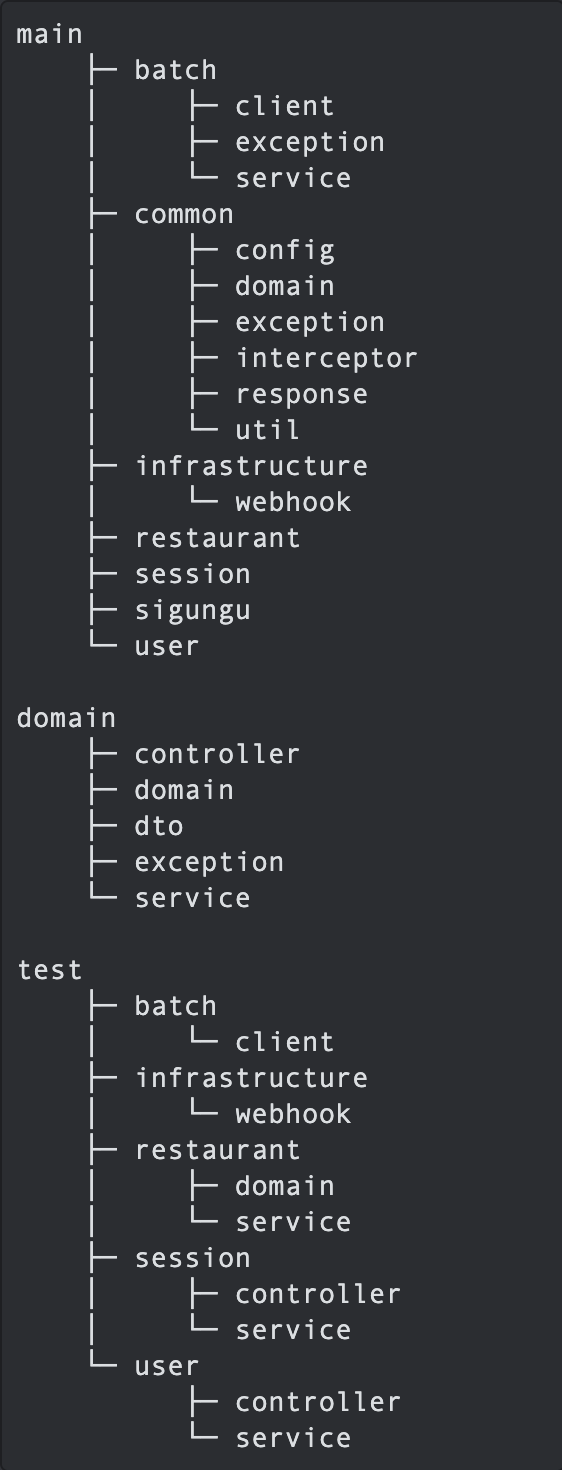 main
├─ batch
│ ├─ client
│ ├─ exception
│ └─ service
├─ common
│ ├─ config
│ ├─ domain
│ ├─ exception
│ ├─ interceptor
│ ├─ response
│ └─ util
├─ infrastructure
│ └─ webhook
├─ restaurant
├─ session
├─ sigungu
└─ user
domain
├─ controller
├─ domain
├─ dto
├─ exception
└─ service
test
├─ batch
│ └─ client
├─ infrastructure
│ └─ webhook
├─ restaurant
│ ├─ domain
│ └─ service
├─ session
│ ├─ controller
│ └─ service
└─ user
├─ controller
└─ service